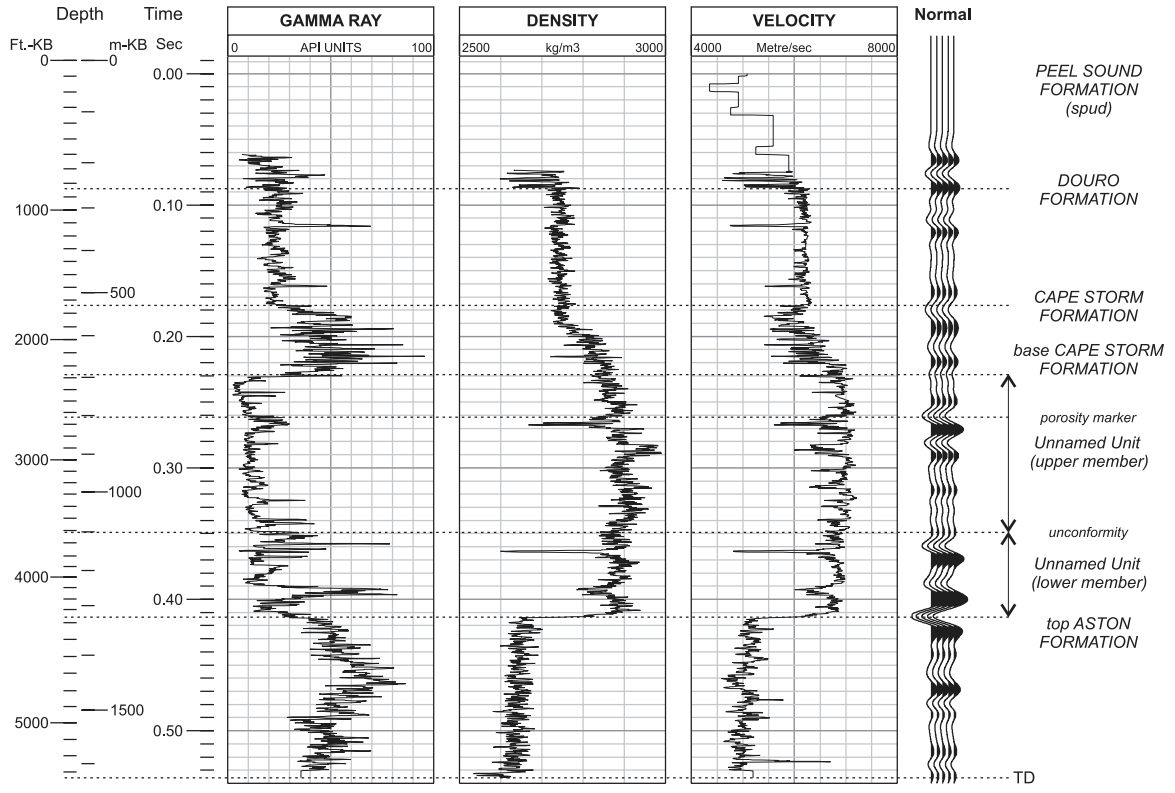 Depth Time GAMMA RAY DENSITY VELOCITY Normal
Ft.-KB m-KB Sec 0 API UNITS 100 2500 kg/m3 3000 4000 Metre/sec 8000
0 0
0.00
PEEL SOUND
FORMATION
(spud)
DOURO
FORMATION
1000 0.10
500
CAPE STORM
FORMATION
2000 0.20
base CAPE STORM
FORMATION
porosity marker
Unnamed Unit
(upper member)
3000 0.30
1000
unconformity
Unnamed Unit
(lower member)
4000
0.40
top ASTON
FORMATION
1500
5000 0.50
TD